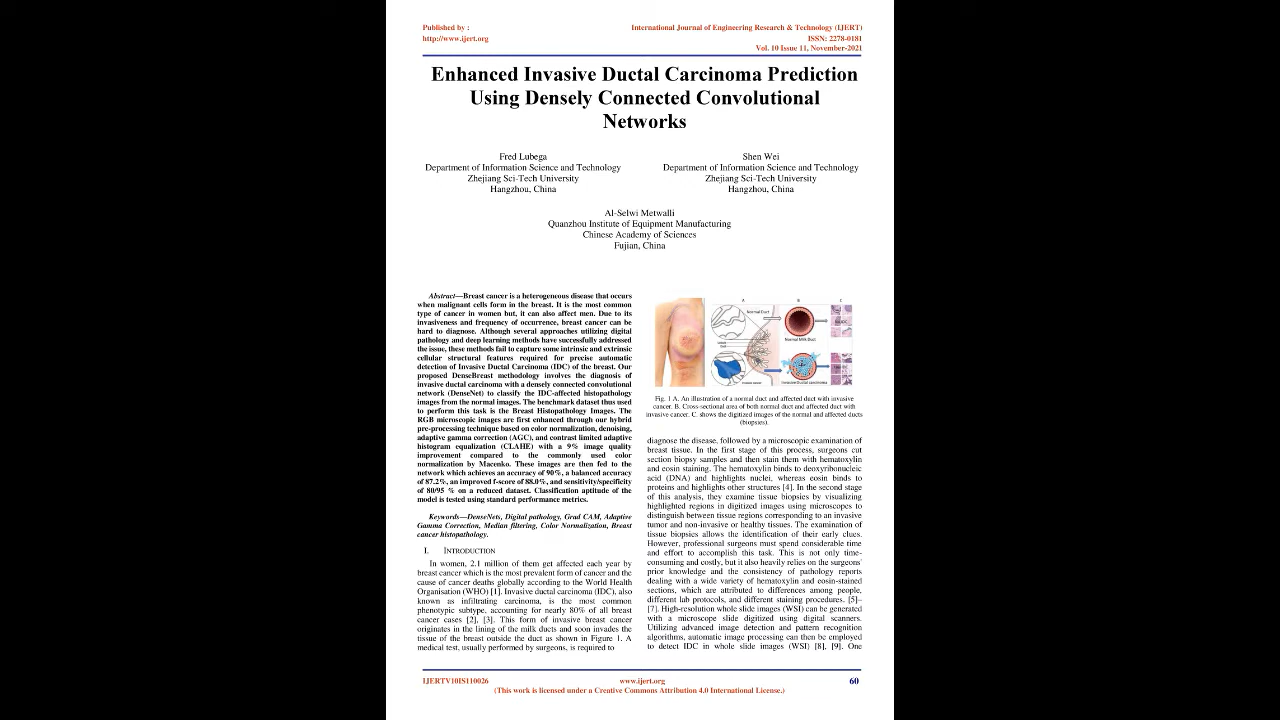 Published by :
http://www.ijert.org
International Journal of Engineering Research & Technology (IJERT)
ISSN: 2278-0181
Vol. 10 Issue 11, November-2021
Enhanced Invasive Ductal Carcinoma Prediction
Using Densely Connected Convolutional
Networks
Fred Lubega
Department of Information Science and Technology
Zhejiang Sci-Tech University
Hangzhou, China
Shen Wei
Department of Information Science and Technology
Zhejiang Sci-Tech University
Hangzhou, China
Al-Selwi Metwalli
Quanzhou Institute of Equipment Manufacturing
Chinese Academy of Sciences
Fujian, China
Abstract—Breast cancer is a heterogeneous disease that occurs
when malignant cells form in the breast. It is the most common
type of cancer in women but, it can also affect men. Due to its
invasiveness and frequency of occurrence, breast cancer can be
hard to diagnose. Although several approaches utilizing digital
pathology and deep learning methods have successfully addressed
the issue, these methods fail to capture some intrinsic and extrinsic
cellular structural features required for precise automatic
detection of Invasive Ductal Carcinoma (IDC) of the breast. Our
proposed DenseBreast methodology involves the diagnosis of
invasive ductal carcinoma with a densely connected convolutional
network (DenseNet) to classify the IDC-affected histopathology
images from the normal images. The benchmark dataset thus used
to perform this task is the Breast Histopathology Images. The
RGB microscopic images are first enhanced through our hybrid
pre-processing technique based on color normalization, denoising,
adaptive gamma correction (AGC), and contrast limited adaptive
histogram equalization (CLAHE) with a 9% image quality
improvement compared to the commonly used color
normalization by Macenko. These images are then fed to the
network which achieves an accuracy of 90%, a balanced accuracy
of 87.2%, an improved f-score of 88.0%, and sensitivity/specificity
of 80/95 % on a reduced dataset. Classification aptitude of the
model is tested using standard performance metrics.
Keywords—DenseNets, Digital pathology, Grad CAM, Adaptive
Gamma Correction, Median filtering, Color Normalization, Breast
cancer histopathology.
I. INTRODUCTION
In women, 2.1 million of them get affected each year by
breast cancer which is the most prevalent form of cancer and the
cause of cancer deaths globally according to the World Health
Organisation (WHO) [1]. Invasive ductal carcinoma (IDC), also
known as infiltrating carcinoma, is the most common
phenotypic subtype, accounting for nearly 80% of all breast
cancer cases [2], [3]. This form of invasive breast cancer
originates in the lining of the milk ducts and soon invades the
tissue of the breast outside the duct as shown in Figure 1. A
medical test, usually performed by surgeons, is required to
A B C
Normal Duct
Normal Milk Duct
Invasive Ductal carcinoma
Fig. 1 A. An illustration of a normal duct and affected duct with invasive
cancer. B. Cross-sectional area of both normal duct and affected duct with
invasive cancer. C. shows the digitized images of the normal and affected ducts
(biopsies).
diagnose the disease, followed by a microscopic examination of
breast tissue. In the first stage of this process, surgeons cut
section biopsy samples and then stain them with hematoxylin
and eosin staining. The hematoxylin binds to deoxyribonucleic
acid (DNA) and highlights nuclei, whereas eosin binds to
proteins and highlights other structures [4]. In the second stage
of this analysis, they examine tissue biopsies by visualizing
highlighted regions in digitized images using microscopes to
distinguish between tissue regions corresponding to an invasive
tumor and non-invasive or healthy tissues. The examination of
tissue biopsies allows the identification of their early clues.
However, professional surgeons must spend considerable time
and effort to accomplish this task. This is not only time-
consuming and costly, but it also heavily relies on the surgeons'
prior knowledge and the consistency of pathology reports
dealing with a wide variety of hematoxylin and eosin-stained
sections, which are attributed to differences among people,
different lab protocols, and different staining procedures. [5]–
[7]. High-resolution whole slide images (WSI) can be generated
with a microscope slide digitized using digital scanners.
Utilizing advanced image detection and pattern recognition
algorithms, automatic image processing can then be employed
to detect IDC in whole slide images (WSI) [8], [9]. One
IJERTV10IS110026
www.ijert.org
60
(This work is licensed under a Creative Commons Attribution 4.0 International License.)